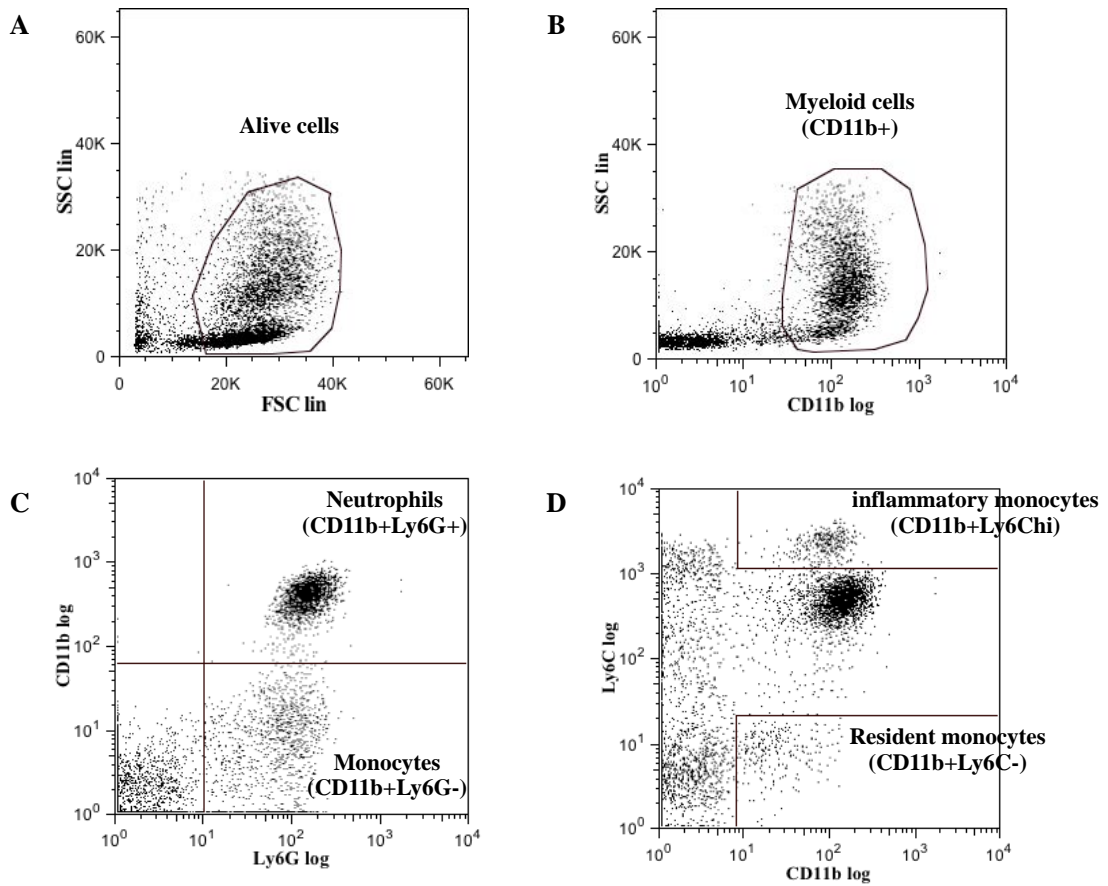 A
60K
40K
20K
0
SSC lin
Alive cells
0
20K
40K
60K
FSC lin
B
60K
40K
20K
0
SSC lin
Myeloid cells
(CD11b+)
10^0
10^1
10^2
10^3
10^4
CD11b log
C
10^4
10^3
10^2
10^1
10^0
CD11b log
Neutrophils
(CD11b+Ly6G+)
Monocytes
(CD11b+Ly6G-)
10^0
10^1
10^2
10^3
10^4
Ly6G log
D
10^4
10^3
10^2
10^1
10^0
Ly6C log
inflammatory monocytes
(CD11b+Ly6Chi)
Resident monocytes
(CD11b+Ly6C-)
10^0
10^1
10^2
10^3
10^4
CD11b log